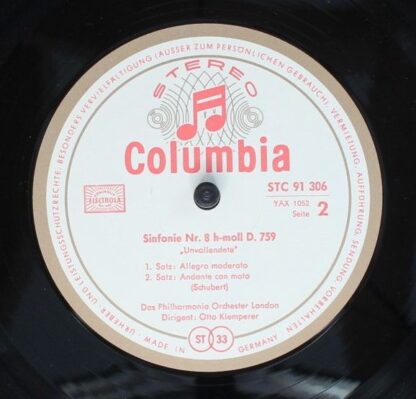 URHEBER- UND LEISTUNGSSCHUTZRECHTE, BESONDERS VERVIELFÄLTIGUNG (AUSSER ZUM PERSÖNLICHEN GEBRAUCH), VERMIETUNG, AUFFÜHRUNG, SENDUNG, VORBEHALTEN
STEREO
Columbia
STC 91 306
YAX 1052
Seite 2
ELECTROLA
Sinfonie Nr. 8 h-moll D. 759
„Unvollendete"
1. Satz: Allegro moderato
2. Satz: Andante con moto
(Schubert)
Das Philharmonia Orchester London
Dirigent: Otto Klemperer
MADE IN GERMANY
ST 33